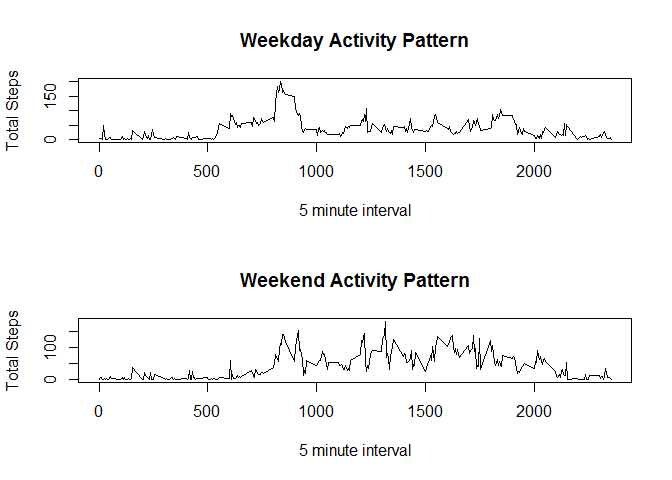 Weekday Activity Pattern
Total Steps
150
0
0 500 1000 1500 2000
5 minute interval
Weekend Activity Pattern
Total Steps
100
0
0 500 1000 1500 2000
5 minute interval